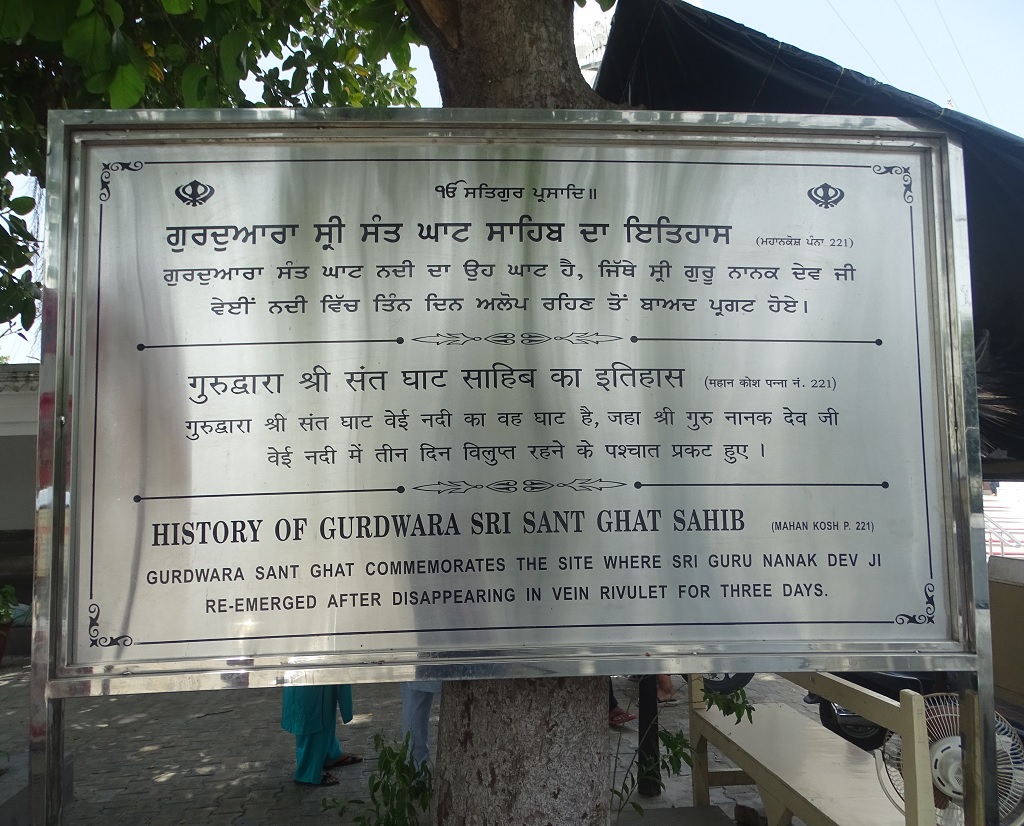 ੴ ਸਤਿਗੁਰ ਪ੍ਰਸਾਦਿ॥
ਗੁਰਦੁਆਰਾ ਸ੍ਰੀ ਸੰਤ ਘਾਟ ਸਾਹਿਬ ਦਾ ਇਤਿਹਾਸ (ਮਹਾਨਕੋਸ਼ ਪੰਨਾ 221)
ਗੁਰਦੁਆਰਾ ਸੰਤ ਘਾਟ ਨਦੀ ਦਾ ਉਹ ਘਾਟ ਹੈ, ਜਿੱਥੇ ਸ੍ਰੀ ਗੁਰੂ ਨਾਨਕ ਦੇਵ ਜੀ
ਵੇਈਂ ਨਦੀ ਵਿੱਚ ਤਿੰਨ ਦਿਨ ਅਲੋਪ ਰਹਿਣ ਤੋਂ ਬਾਅਦ ਪ੍ਰਗਟ ਹੋਏ।
गुरुद्वारा श्री संत घाट साहिब का इतिहास (महान कोश पन्ना नं. 221)
गुरुद्वारा श्री संत घाट वेई नदी का वह घाट है, जहा श्री गुरु नानक देव जी
वेई नदी में तीन दिन विलुप्त रहने के पश्चात प्रकट हुए ।
HISTORY OF GURDWARA SRI SANT GHAT SAHIB (MAHAN KOSH P. 221)
GURDWARA SANT GHAT COMMEMORATES THE SITE WHERE SRI GURU NANAK DEV JI
RE-EMERGED AFTER DISAPPEARING IN VEIN RIVULET FOR THREE DAYS.